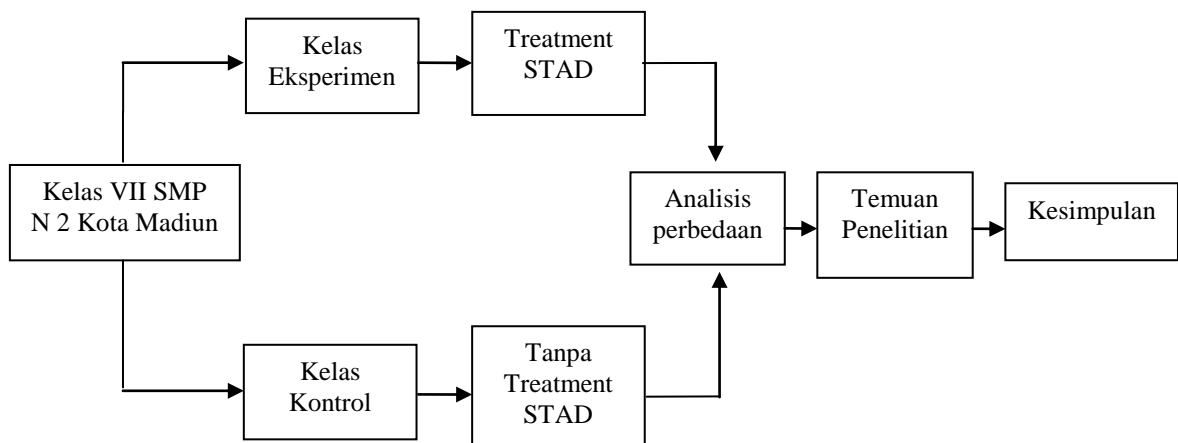 Kelas VII SMP
N 2 Kota Madiun
Kelas
Eksperimen
Treatment
STAD
Kelas
Kontrol
Tanpa
Treatment
STAD
Analisis
perbedaan
Temuan
Penelitian
Kesimpulan